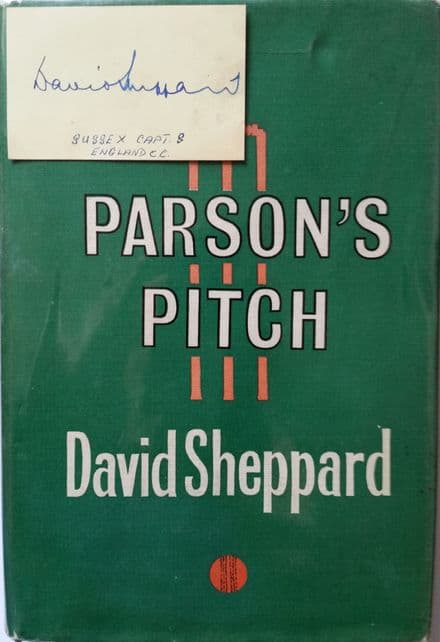 David Sheppard
SUSSEX CAPT. &
ENGLAND C.C.
PARSON'S
PITCH
David Sheppard